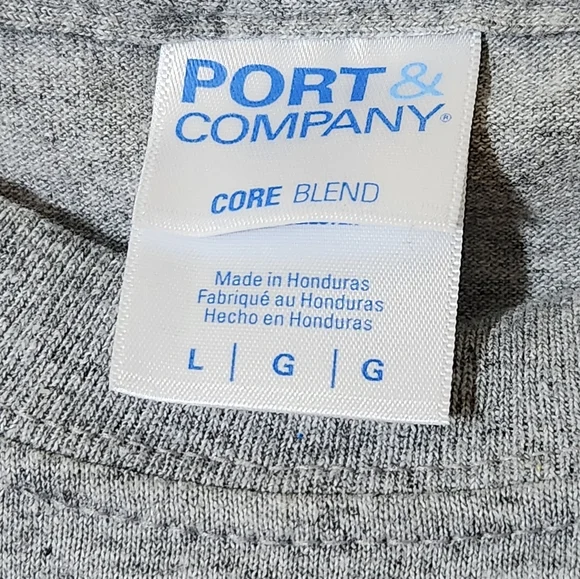 PORT &
COMPANY®
CORE BLEND
Made in Honduras
Fabriqué au Honduras
Hecho en Honduras
L | G | G